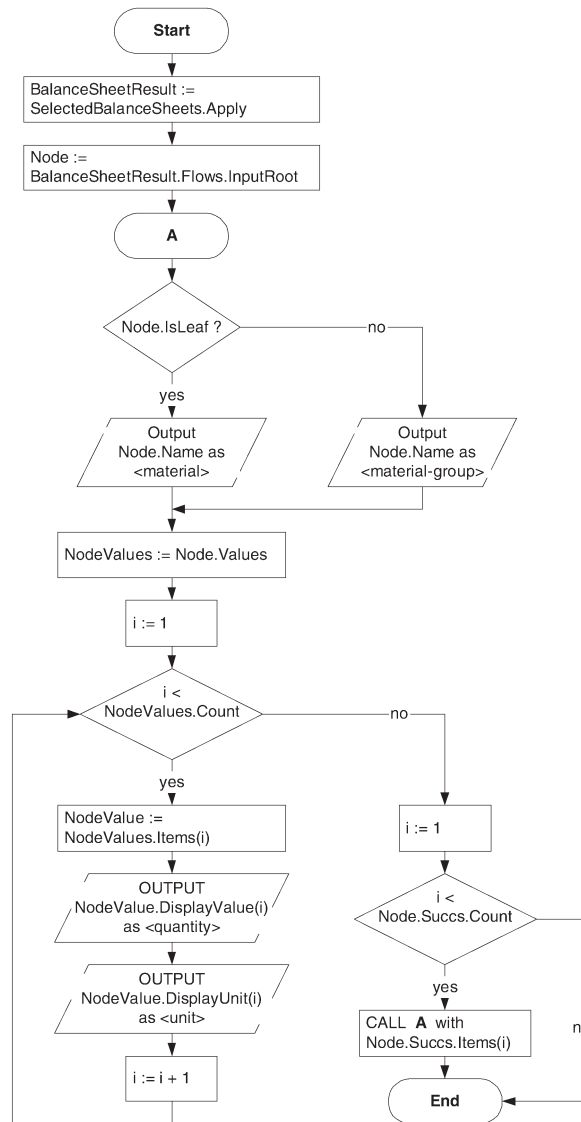 Start
BalanceSheetResult :=
SelectedBalanceSheets.Apply
Node :=
BalanceSheetResult.Flows.InputRoot
A
Node.IsLeaf ?
no
yes
Output
Node.Name as
<material>
Output
Node.Name as
<material-group>
NodeValues := Node.Values
i := 1
i <
NodeValues.Count
no
yes
NodeValue :=
NodeValues.Items(i)
OUTPUT
NodeValue.DisplayValue(i)
as <quantity>
OUTPUT
NodeValue.DisplayUnit(i)
as <unit>
i := i + 1
i := 1
i <
Node.Succs.Count
yes
n
CALL A with
Node.Succs.Items(i)
End